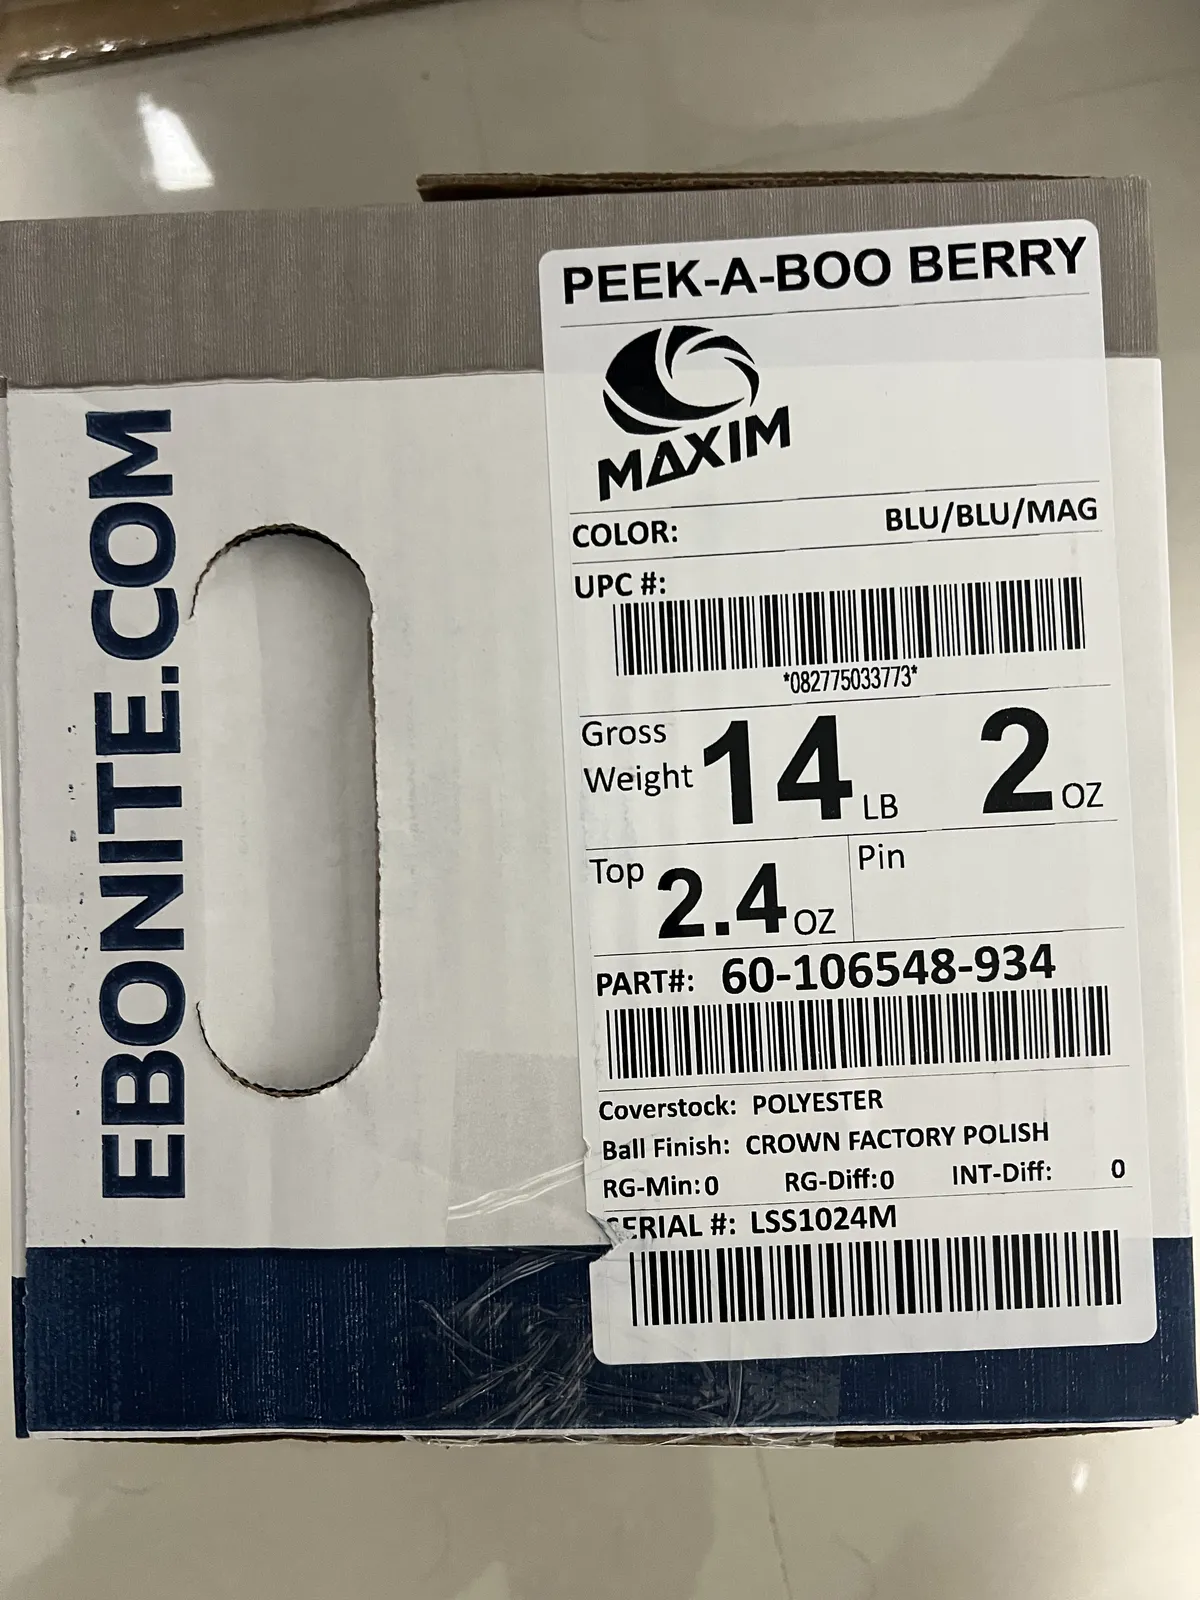 PEEK-A-BOO BERRY
MAXIM
COLOR: BLU/BLU/MAG
UPC #:
*082775033773*
Gross Weight 14 LB 2 OZ
Top 2.4 OZ Pin
PART#: 60-106548-934
Coverstock: POLYESTER
Ball Finish: CROWN FACTORY POLISH
RG-Min:0 RG-Diff:0 INT-Diff: 0
SERIAL #: LSS1024M
EBONITE.COM